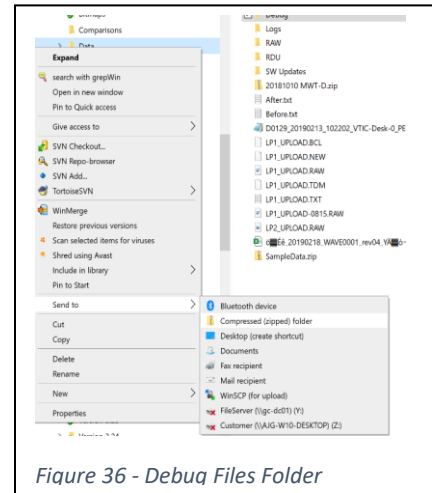 Comparisons
Data
Expand
search with grepWin
Open in new window
Pin to Quick access
Give access to
SVN Checkout...
SVN Repo-browser
SVN Add...
TortoiseSVN
WinMerge
Restore previous versions
Scan selected items for viruses
Shred using Avast
Include in library
Pin to Start
Send to
Cut
Copy
Delete
Rename
New
Properties
Debug
Logs
RAW
RDU
SW Updates
20181010 MWT-D.zip
After.txt
Before.txt
D0129_20190213_102202_VTIC-Desk-0_PE
LP1_UPLOAD.BCL
LP1_UPLOAD.NEW
LP1_UPLOAD.RAW
LP1_UPLOAD.TDM
LP1_UPLOAD.TXT
LP1_UPLOAD-0815.RAW
LP2_UPLOAD.RAW
SampleData.zip
Bluetooth device
Compressed (zipped) folder
Desktop (create shortcut)
Documents
Fax recipient
Mail recipient
WinSCP (for upload)
FileServer (\\gc-dc01) (Y:)
Customer (\\AJG-W10-DESKTOP) (Z:)
Figure 36 - Debug Files Folder